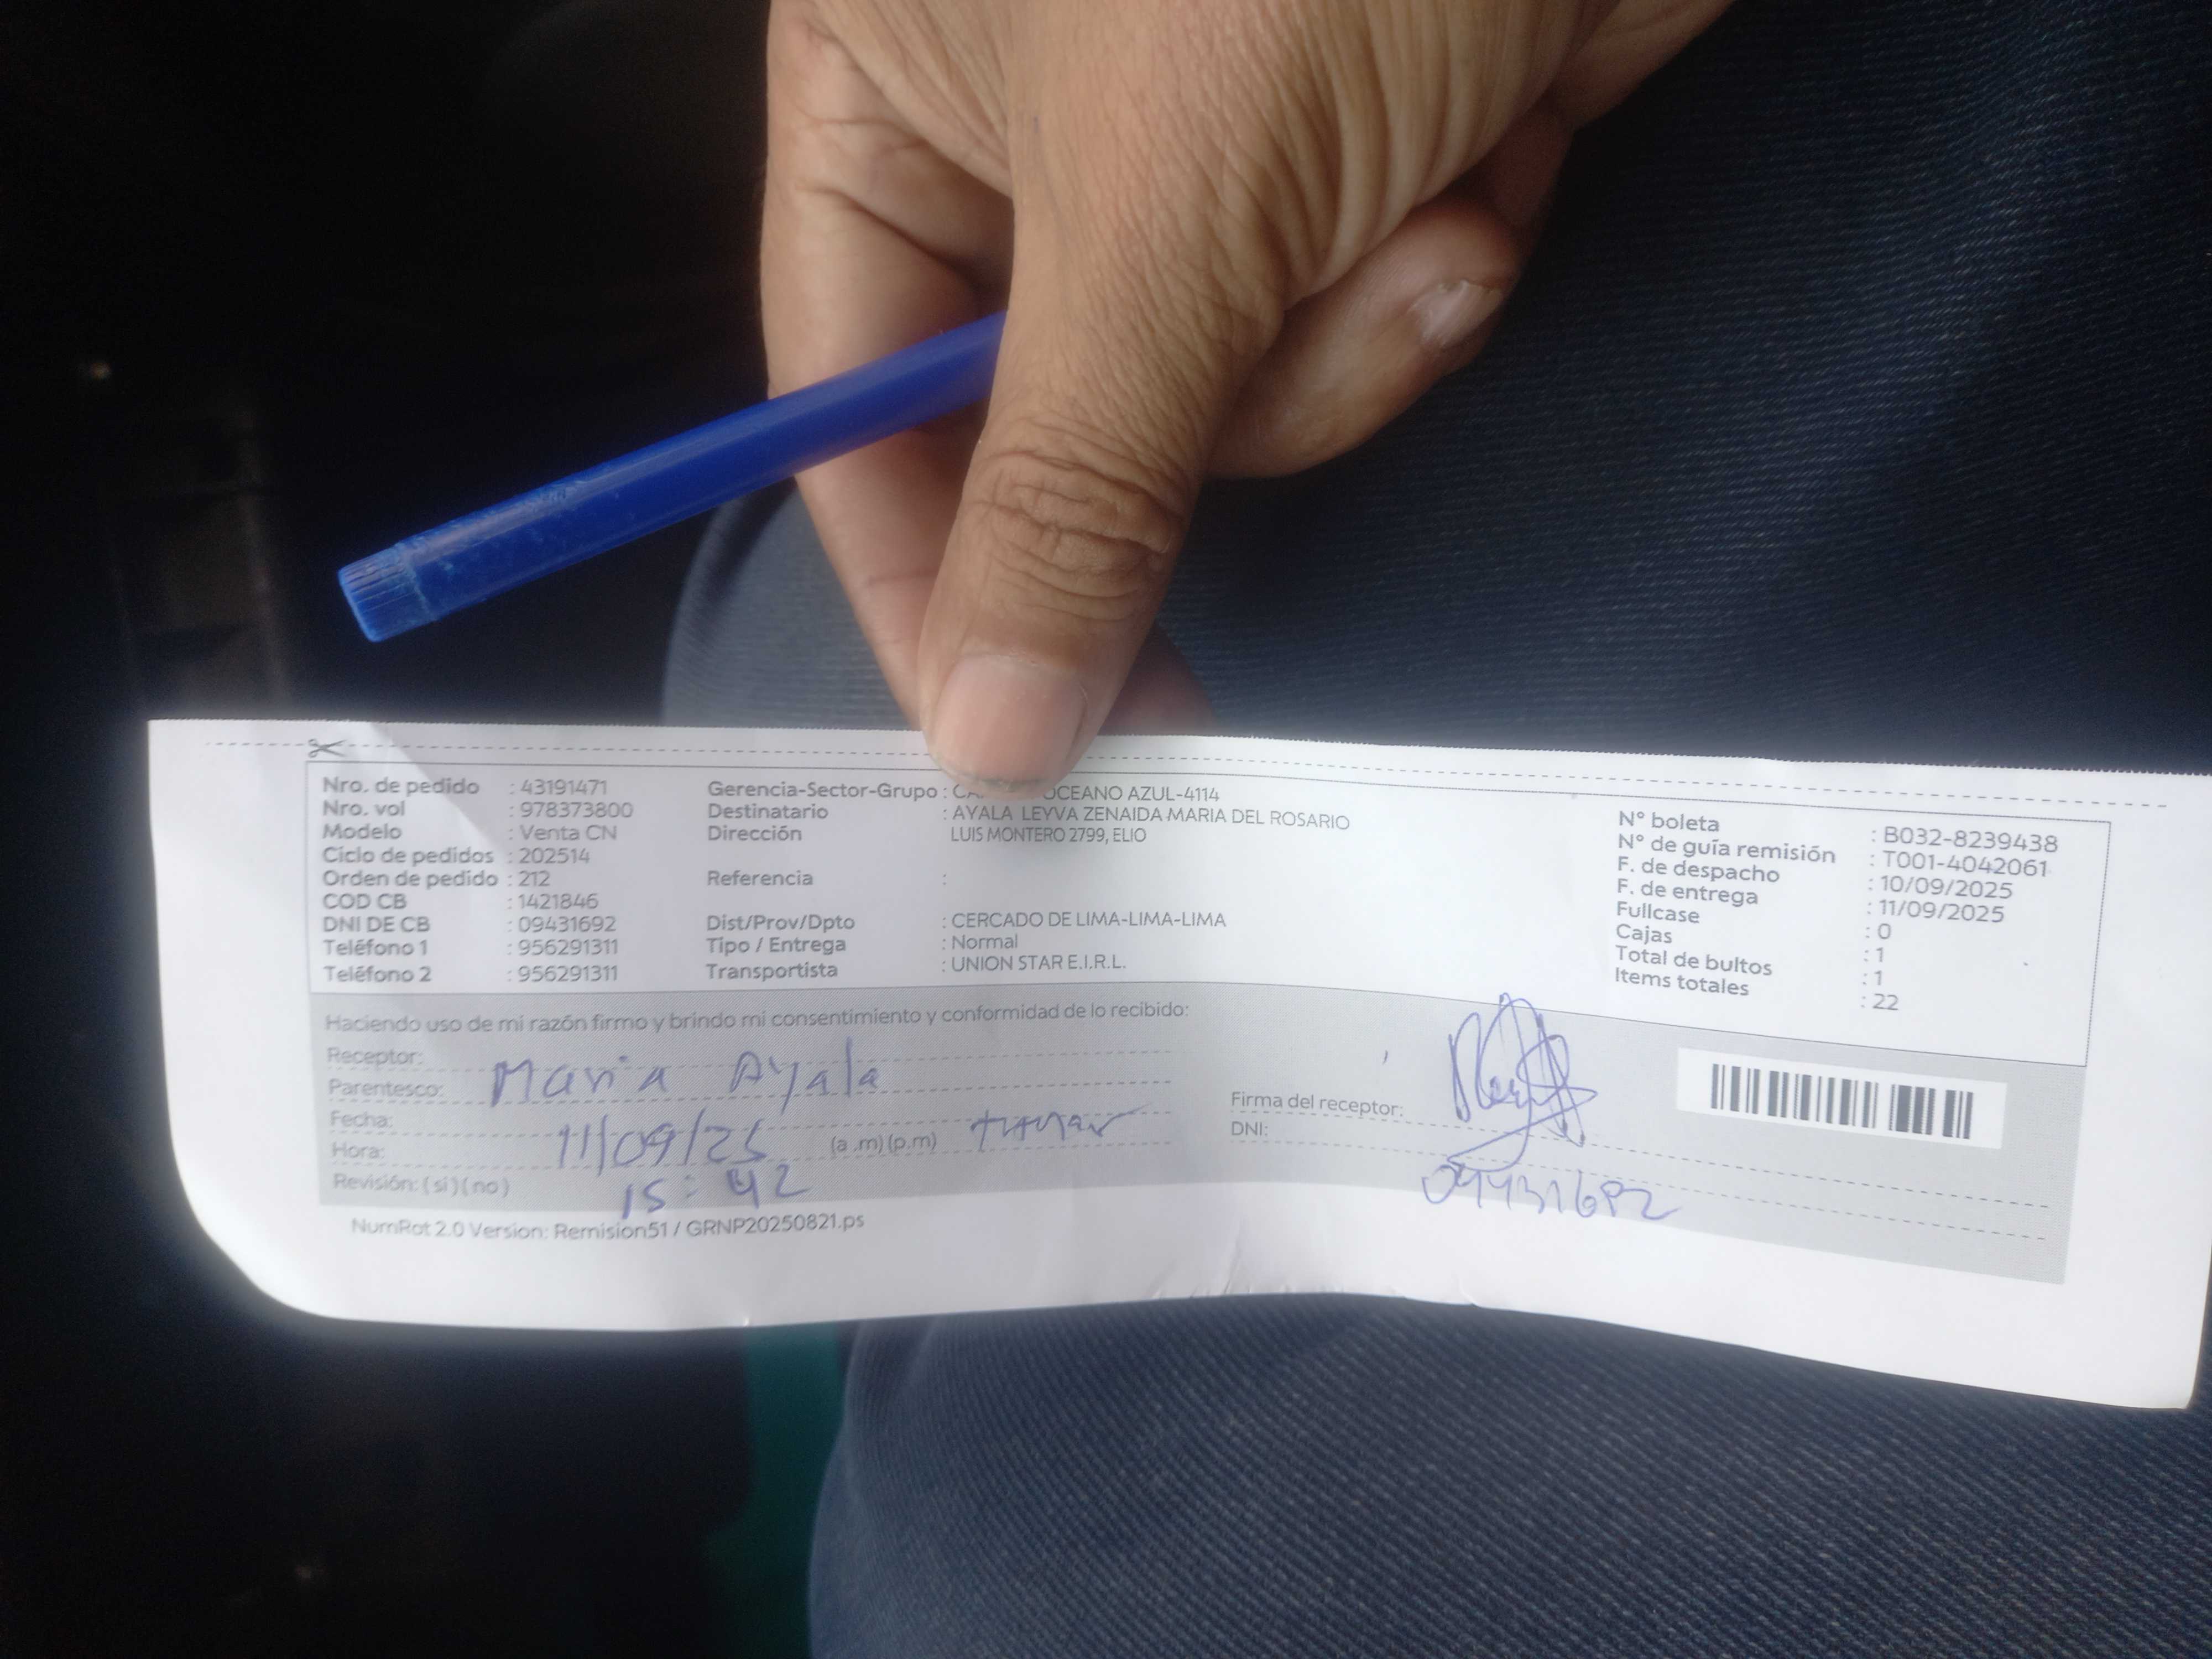 Nro. de pedido : 43191471
Nro. vol : 978373800
Modelo : Venta CN
Ciclo de pedidos : 202514
Orden de pedido : 212
COD CB : 1421846
DNI DE CB : 09431692
Teléfono 1 : 956291311
Teléfono 2 : 956291311
Gerencia-Sector-Grupo : OCEANO AZUL-4114
Destinatario : AYALA LEYVA ZENAIDA MARIA DEL ROSARIO
Dirección LUIS MONTERO 2799, ELIO
Referencia :
Dist/Prov/Dpto : CERCADO DE LIMA-LIMA-LIMA
Tipo / Entrega : Normal
Transportista : UNION STAR E.I.R.L.
N° boleta : B032-8239438
N° de guía remisión : T001-4042061
F. de despacho : 10/09/2025
F. de entrega : 11/09/2025
Fullcase : 0
Cajas : 1
Total de bultos : 1
Items totales : 22
Haciendo uso de mi razón firmo y brindo mi consentimiento y conformidad de lo recibido:
Receptor: Maria Ayala
Parentesco:
Fecha: 11/09/25
Hora: 15:42 (a .m) (p.m)
Revisión: ( si ) ( no )
Firma del receptor:
DNI: 09431692
NumRot 2.0 Version: Remision51 / GRNP20250821.ps